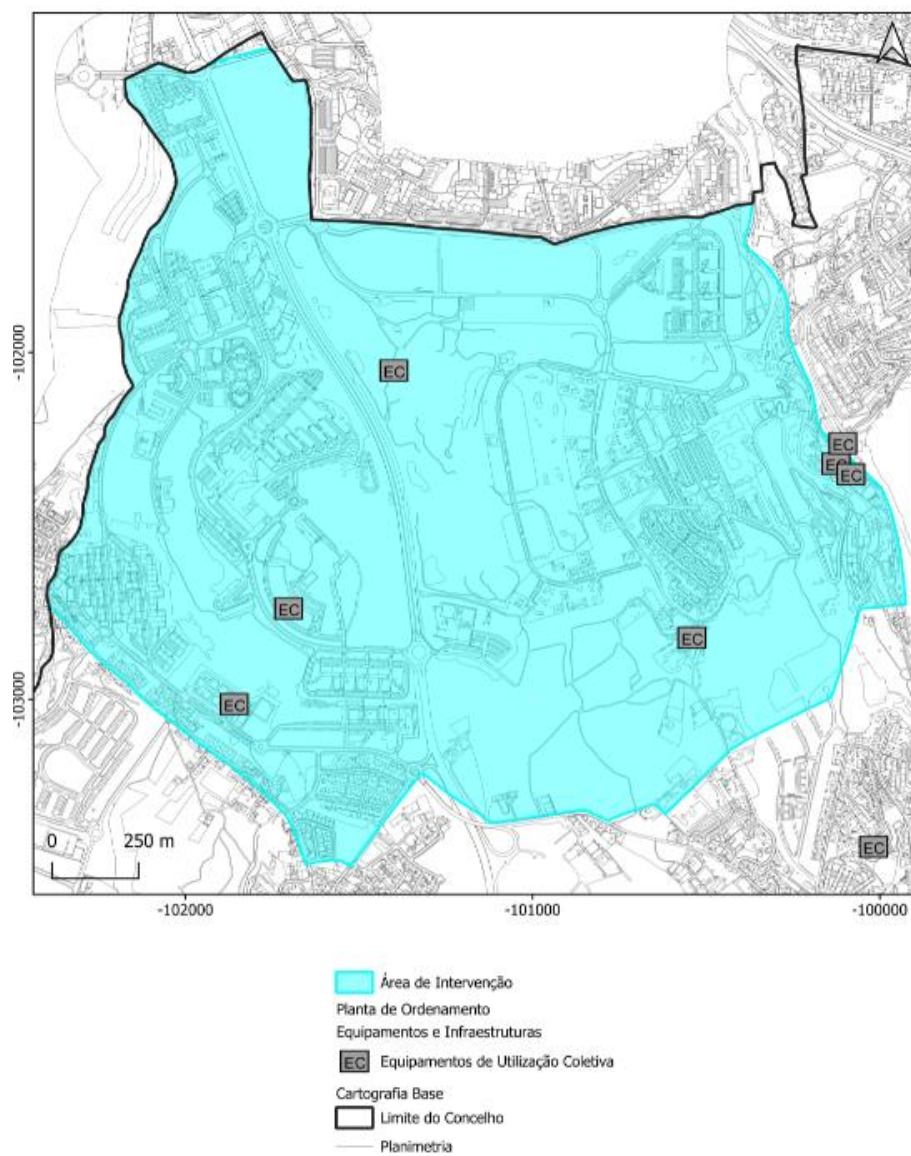 EC
-102000
EC
EC
EC
EC
EC
EC
-103000
EC
0 250 m
EC
-102000 -101000 -100000
Área de Intervenção
Planta de Ordenamento
Equipamentos e Infraestruturas
EC Equipamentos de Utilização Coletiva
Cartografia Base
Limite do Concelho
Planimetria